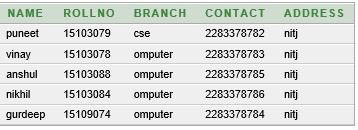 NAME ROLLNO BRANCH CONTACT ADDRESS
puneet 15103079 cse 2283378782 nitj
vinay 15103078 omputer 2283378783 nitj
anshul 15103088 omputer 2283378785 nitj
nikhil 15103084 omputer 2283378786 nitj
gurdeep 15109074 omputer 2283378784 nitj